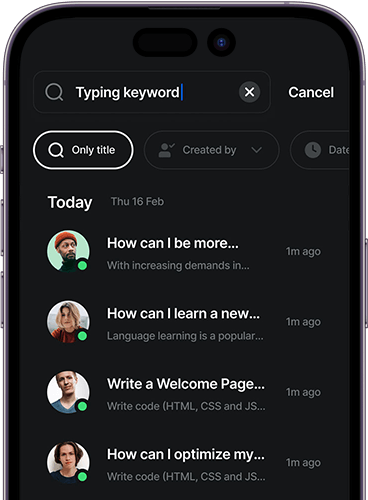 Typing keyword
Cancel
Only title
Created by
Date
Today
Thu 16 Feb
How can I be more...
1m ago
With increasing demands in...
How can I learn a new...
1m ago
Language learning is a popular...
Write a Welcome Page...
1m ago
Write code (HTML, CSS and JS...
How can I optimize my...
1m ago
Write code (HTML, CSS and JS...